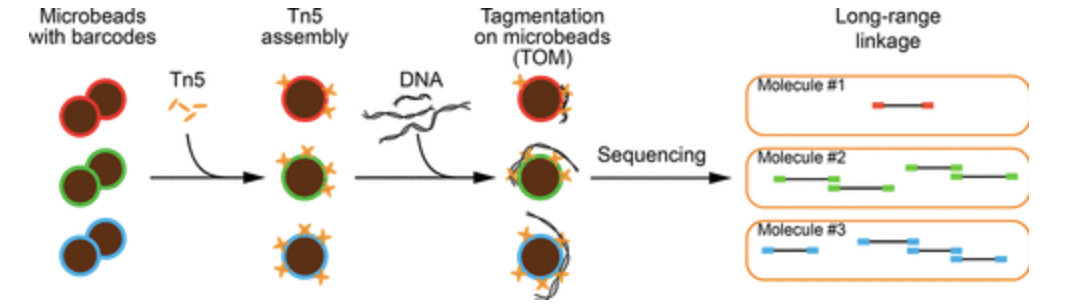 Microbeads
with barcodes
Tn5
assembly
Tagmentation
on microbeads
(TOM)
Long-range
linkage
Tn5
DNA
Sequencing
Molecule #1
Molecule #2
Molecule #3